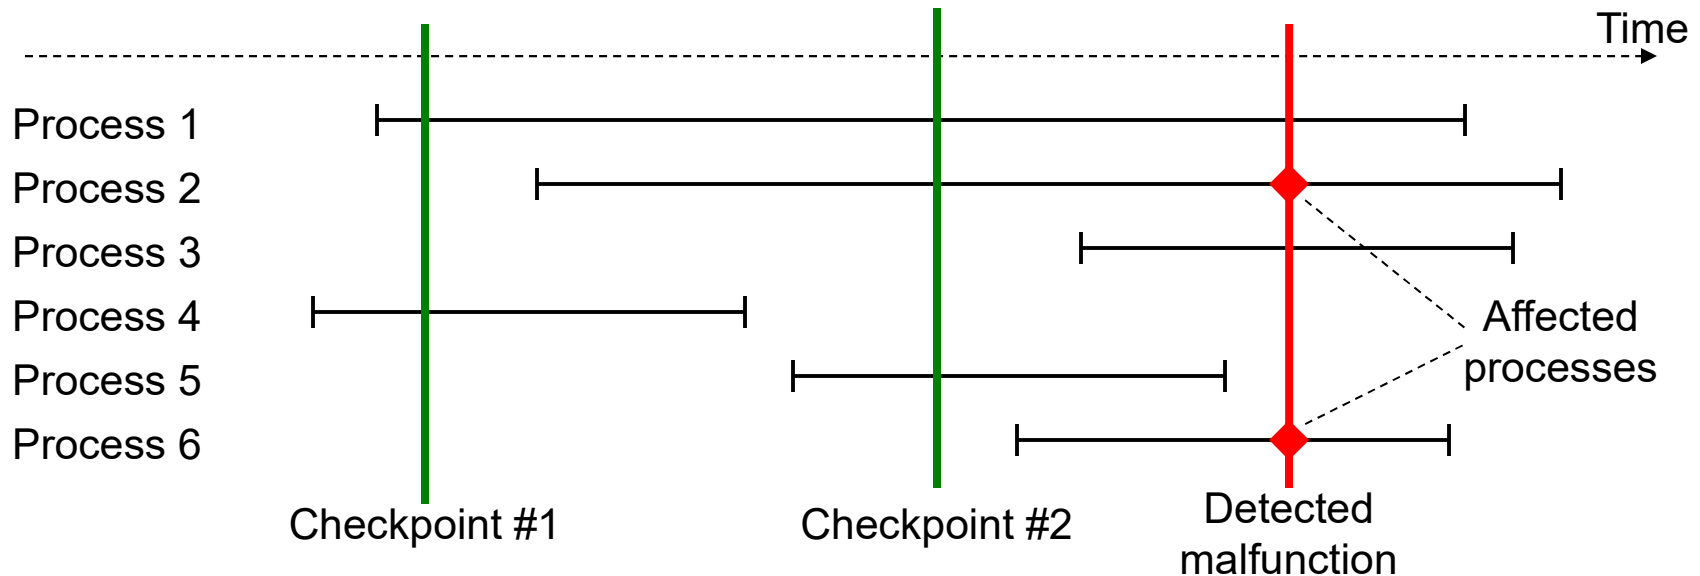 Time
Process 1
Process 2
Process 3
Process 4
Process 5
Process 6
Affected
processes
Checkpoint #1
Checkpoint #2
Detected
malfunction